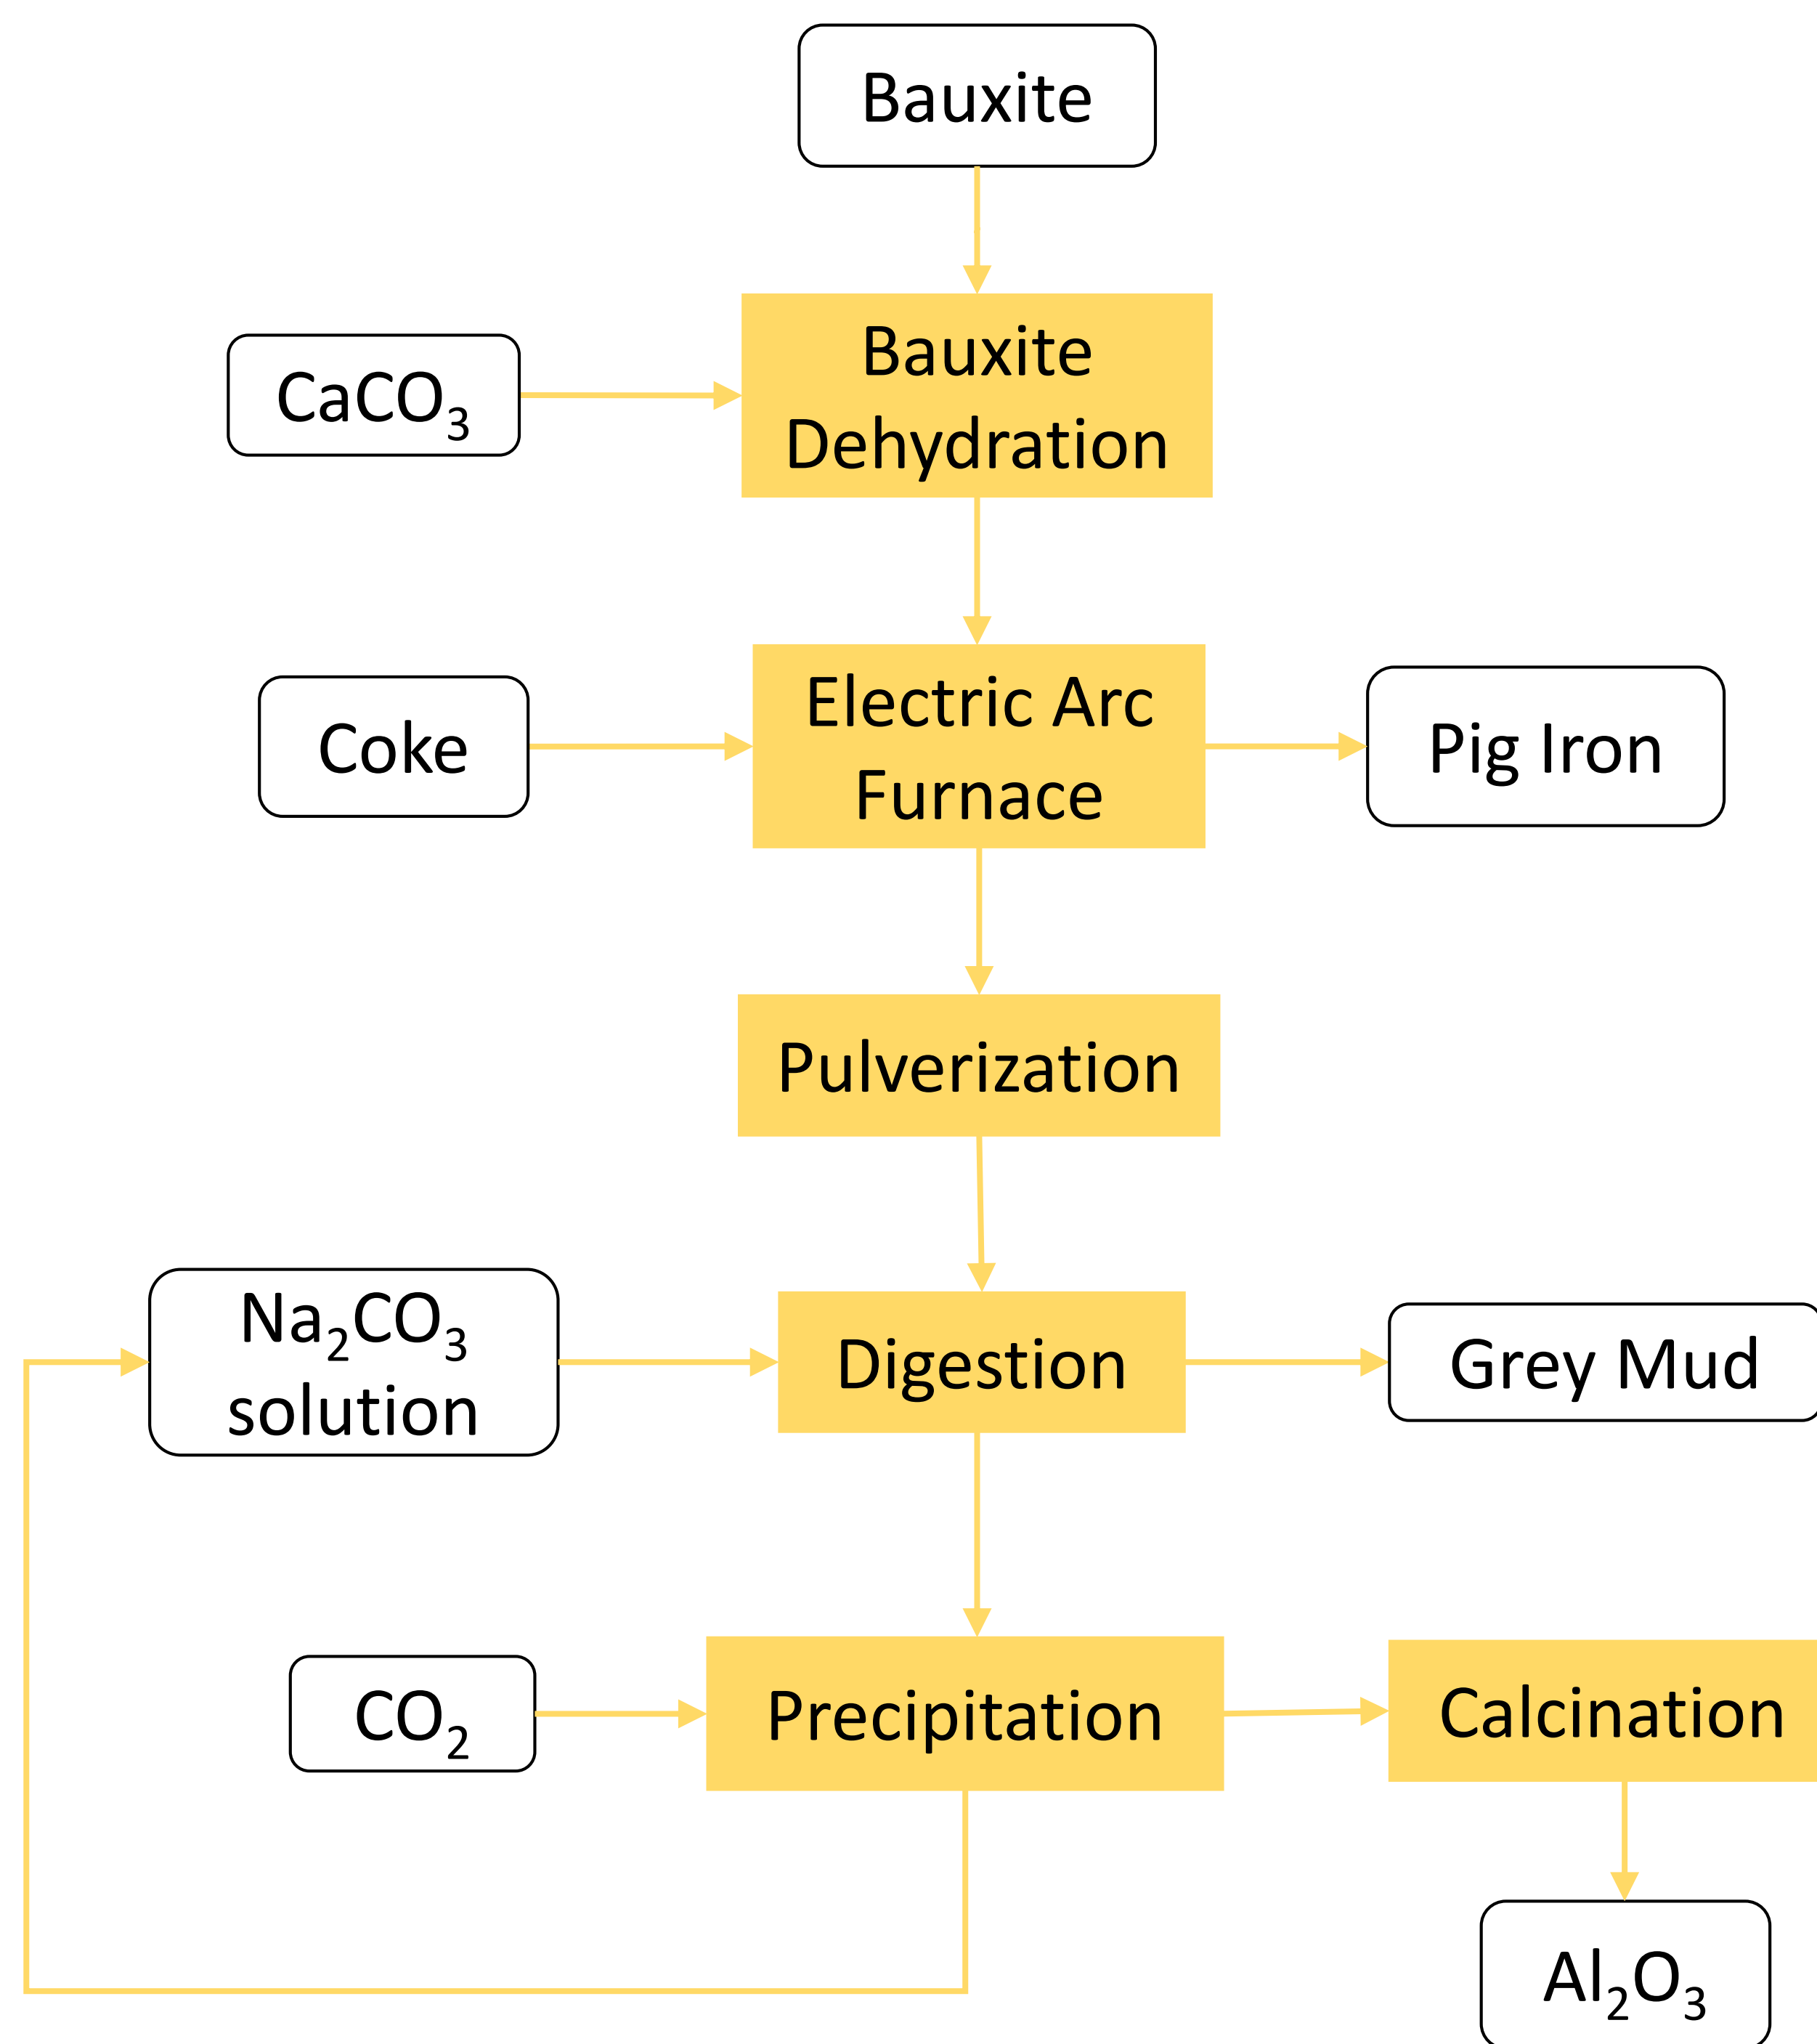 Bauxite
CaCO₃
Bauxite
Dehydration
Coke
Electric Arc
Furnace
Pig Iron
Pulverization
Na₂CO₃
solution
Digestion
Grey Mud
CO₂
Precipitation
Calcination
Al₂O₃